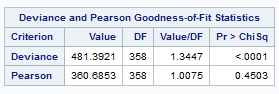 Deviance and Pearson Goodness-of-Fit Statistics
Criterion Value DF Value/DF Pr > ChiSq
Deviance 481.3921 358 1.3447 <.0001
Pearson 360.6853 358 1.0075 0.4503